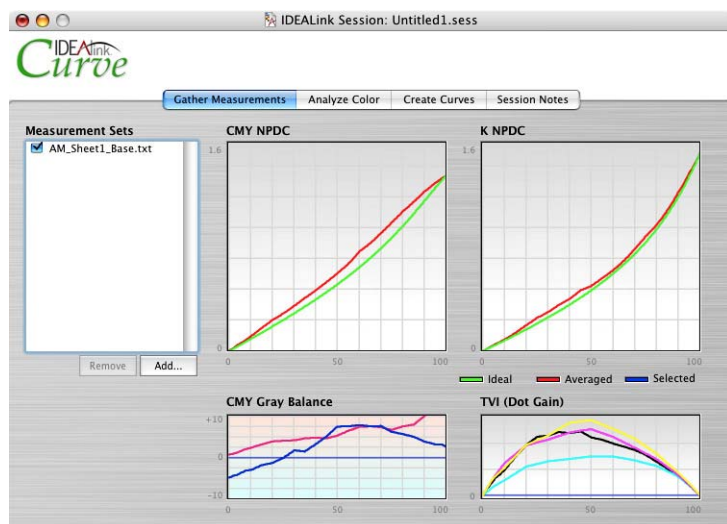 IDEALink Session: Untitled1.sess
IDEAlink
Curve
Gather Measurements Analyze Color Create Curves Session Notes
Measurement Sets
AM_Sheet1_Base.txt
Remove Add...
CMY NPDC
1.6
0
0 50 100
K NPDC
1.6
0
0 50 100
Ideal Averaged Selected
CMY Gray Balance
+10
0
-10
0 50 100
TVI (Dot Gain)
0
0 50 100